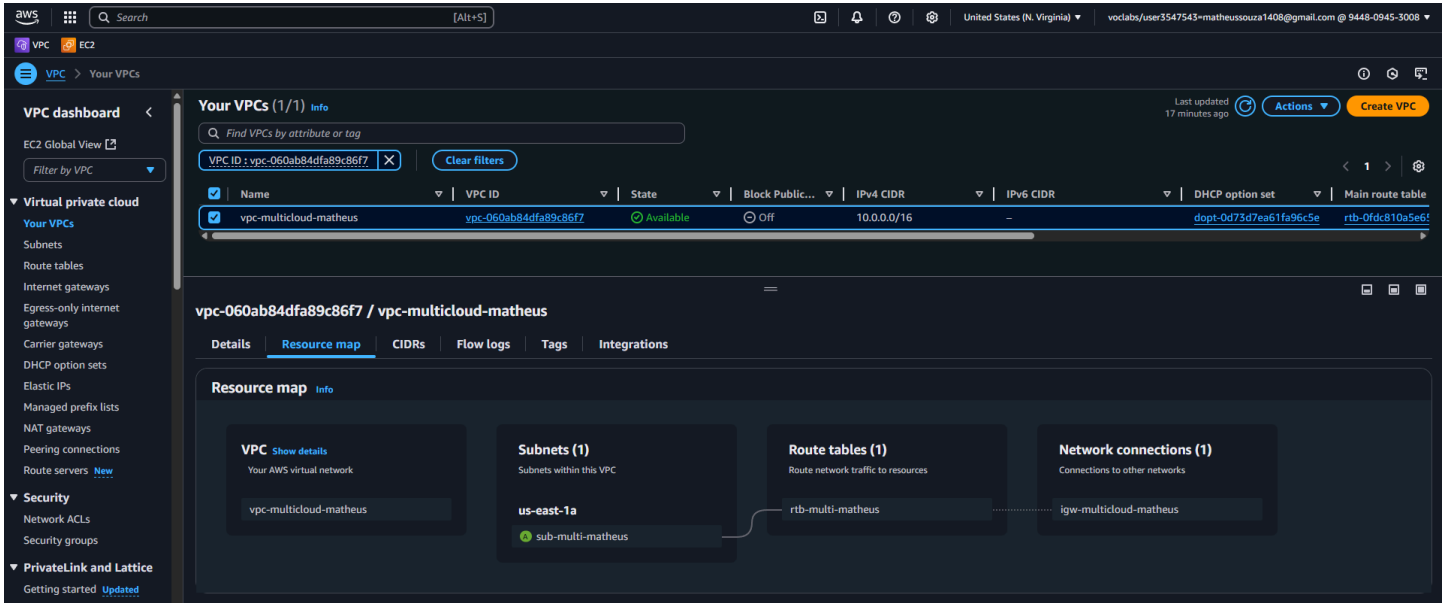 aws
Search
[Alt+S]
United States (N. Virginia)
voclabs/user3547543=matheussouza1408@gmail.com @ 9448-0945-3008
VPC
EC2
VPC > Your VPCs
VPC dashboard
EC2 Global View
Filter by VPC
Virtual private cloud
Your VPCs
Subnets
Route tables
Internet gateways
Egress-only internet
gateways
Carrier gateways
DHCP option sets
Elastic IPs
Managed prefix lists
NAT gateways
Peering connections
Route servers New
Security
Network ACLs
Security groups
PrivateLink and Lattice
Getting started Updated
Your VPCs (1/1) Info
Last updated
17 minutes ago
Actions
Create VPC
Find VPCs by attribute or tag
VPC ID : vpc-060ab84dfa89c86f7
Clear filters
1
Name VPC ID State Block Public... IPv4 CIDR IPv6 CIDR DHCP option set Main route table
vpc-multicloud-matheus vpc-060ab84dfa89c86f7 Available Off 10.0.0.0/16 – dopt-0d73d7ea61fa96c5e rtb-0fdc810a5e65
vpc-060ab84dfa89c86f7 / vpc-multicloud-matheus
Details Resource map CIDRs Flow logs Tags Integrations
Resource map Info
VPC Show details
Your AWS virtual network
vpc-multicloud-matheus
Subnets (1)
Subnets within this VPC
us-east-1a
A sub-multi-matheus
Route tables (1)
Route network traffic to resources
rtb-multi-matheus
Network connections (1)
Connections to other networks
igw-multicloud-matheus